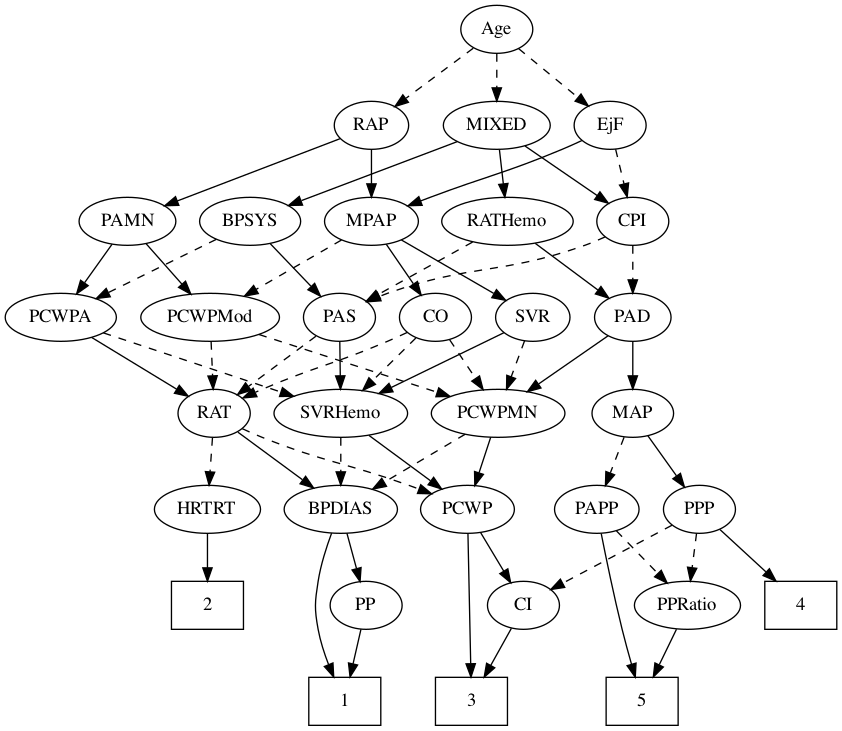 Age
RAP
MIXED
EjF
PAMN
BPSYS
MPAP
RATHemo
CPI
PCWPA
PCWPMod
PAS
CO
SVR
PAD
RAT
SVRHemo
PCWPMN
MAP
HRTRT
BPDIAS
PCWP
PAPP
PPP
2
PP
CI
PPRatio
4
1
3
5